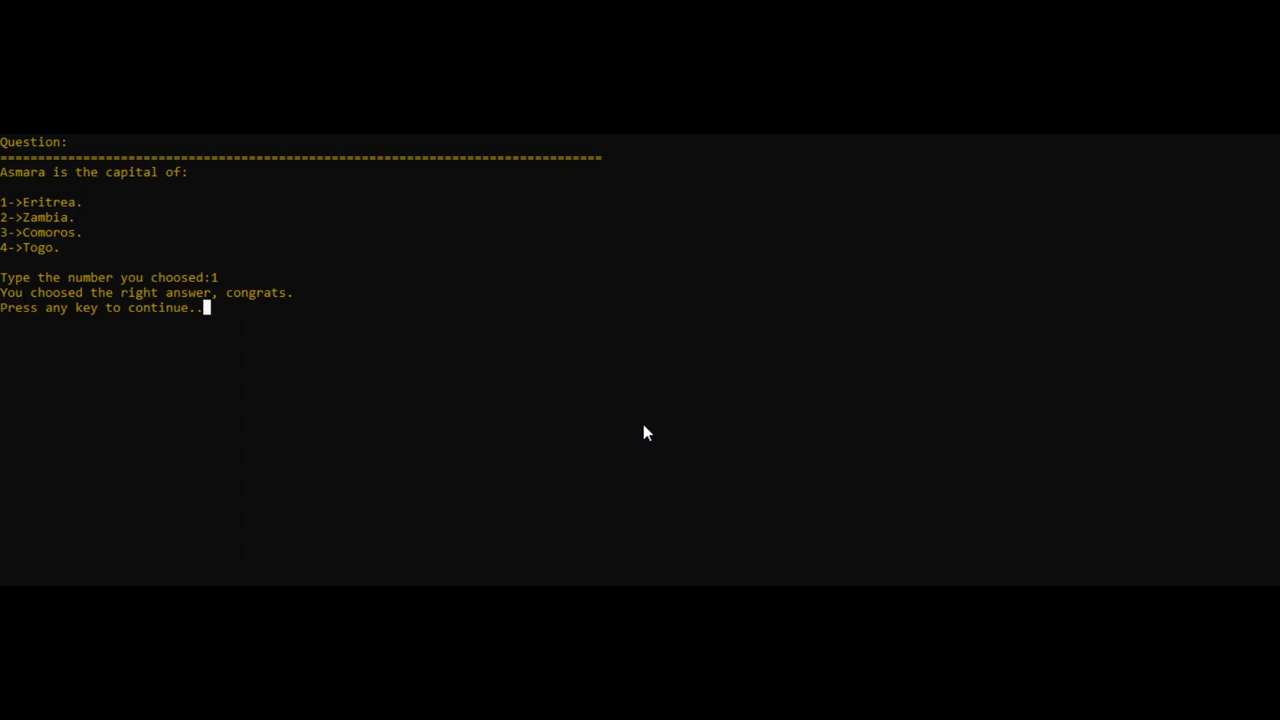 Question:
================================================================================
Asmara is the capital of:
1->Eritrea.
2->Zambia.
3->Comoros.
4->Togo.
Type the number you choosed:1
You choosed the right answer, congrats.
Press any key to continue..